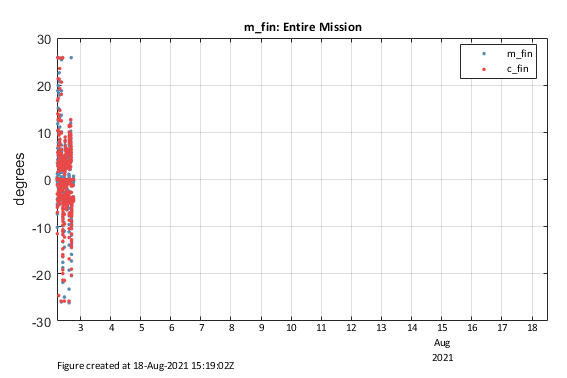 m_fin: Entire Mission
30
20
10
0
-10
-20
-30
degrees
m_fin
c_fin
3 4 5 6 7 8 9 10 11 12 13 14 15 16 17 18
Aug
2021
Figure created at 18-Aug-2021 15:19:02Z